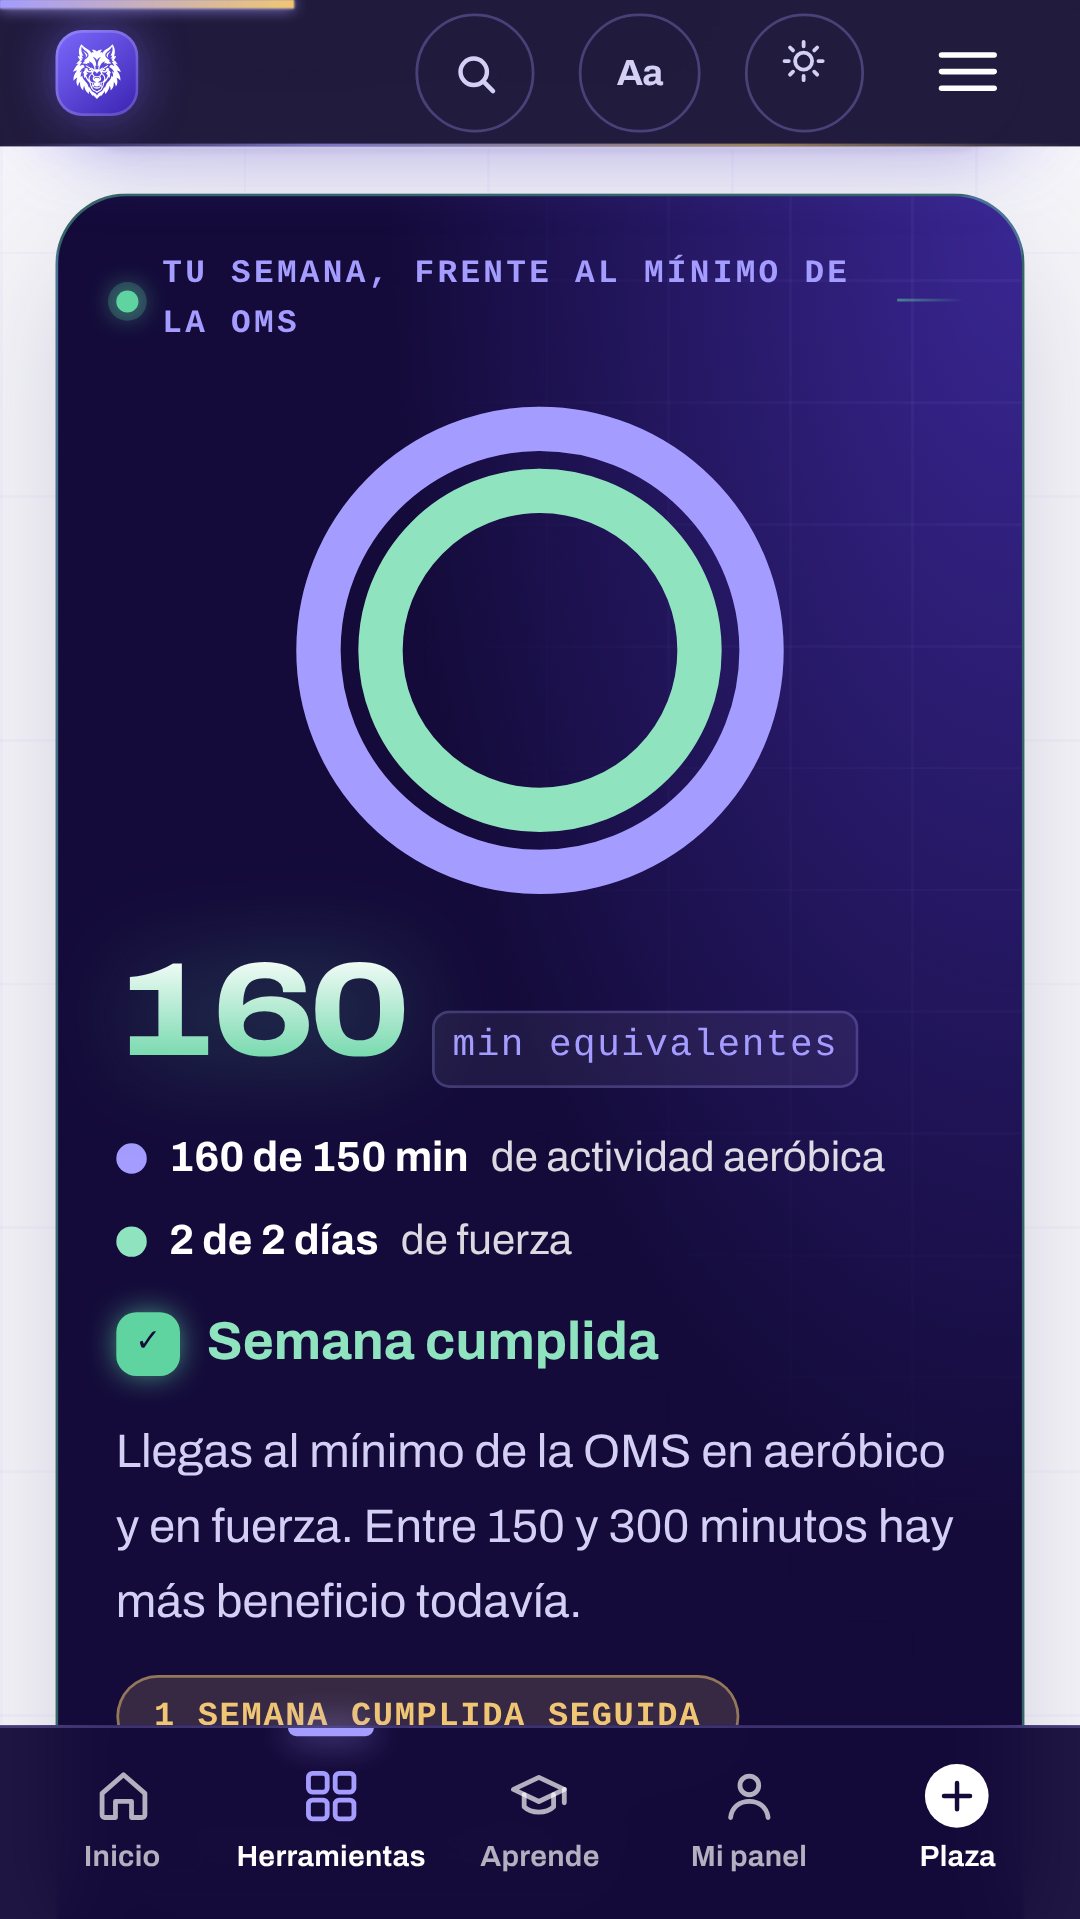 Aa
TU SEMANA, FRENTE AL MÍNIMO DE
LA OMS
160
min equivalentes
160 de 150 min de actividad aeróbica
2 de 2 días de fuerza
✓ Semana cumplida
Llegas al mínimo de la OMS en aeróbico
y en fuerza. Entre 150 y 300 minutos hay
más beneficio todavía.
1 SEMANA CUMPLIDA SEGUIDA
Inicio
Herramientas
Aprende
Mi panel
Plaza